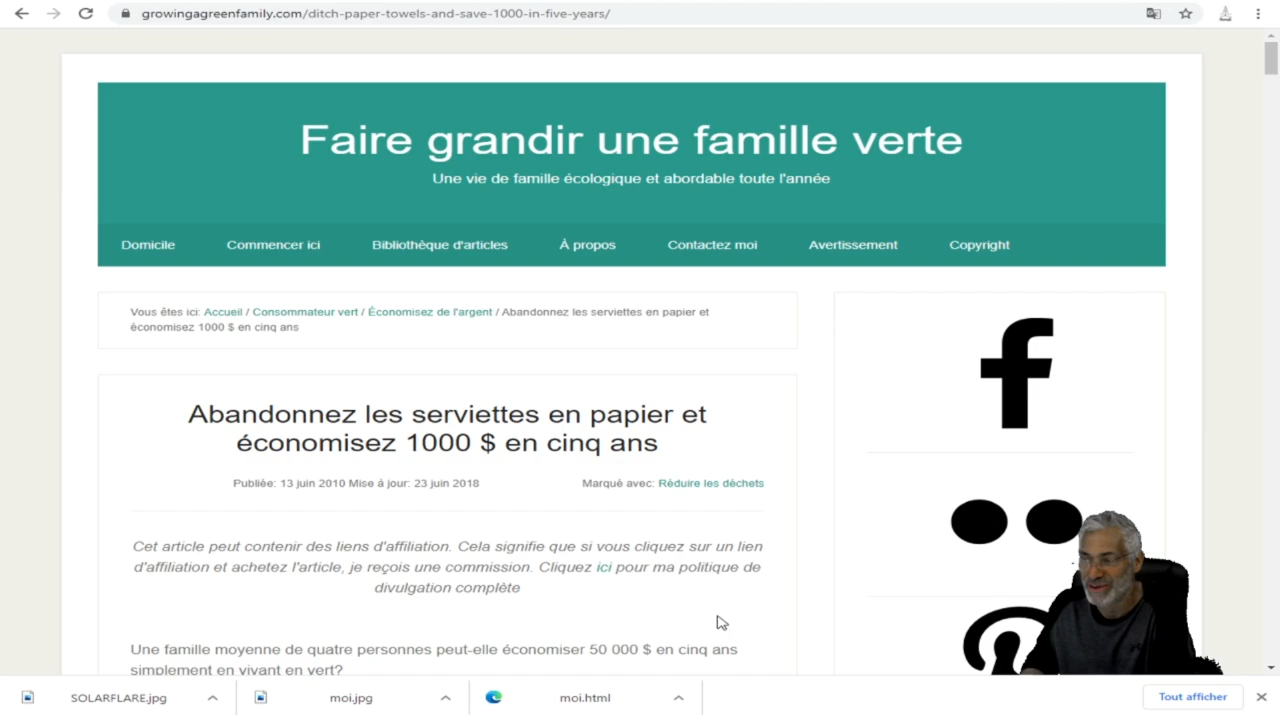 growingagreenfamily.com/ditch-paper-towels-and-save-1000-in-five-years/
Faire grandir une famille verte
Une vie de famille écologique et abordable toute l'année
Domicile Commencer ici Bibliothèque d'articles À propos Contactez moi Avertissement Copyright
Vous êtes ici: Accueil / Consommateur vert / Économisez de l'argent / Abandonnez les serviettes en papier et
économisez 1000 $ en cinq ans
Abandonnez les serviettes en papier et
économisez 1000 $ en cinq ans
Publiée: 13 juin 2010 Mise à jour: 23 juin 2018 Marqué avec: Réduire les déchets
Cet article peut contenir des liens d'affiliation. Cela signifie que si vous cliquez sur un lien
d'affiliation et achetez l'article, je reçois une commission. Cliquez ici pour ma politique de
divulgation complète
Une famille moyenne de quatre personnes peut-elle économiser 50 000 $ en cinq ans
simplement en vivant en vert?
SOLARFLARE.jpg moi.jpg moi.html Tout afficher